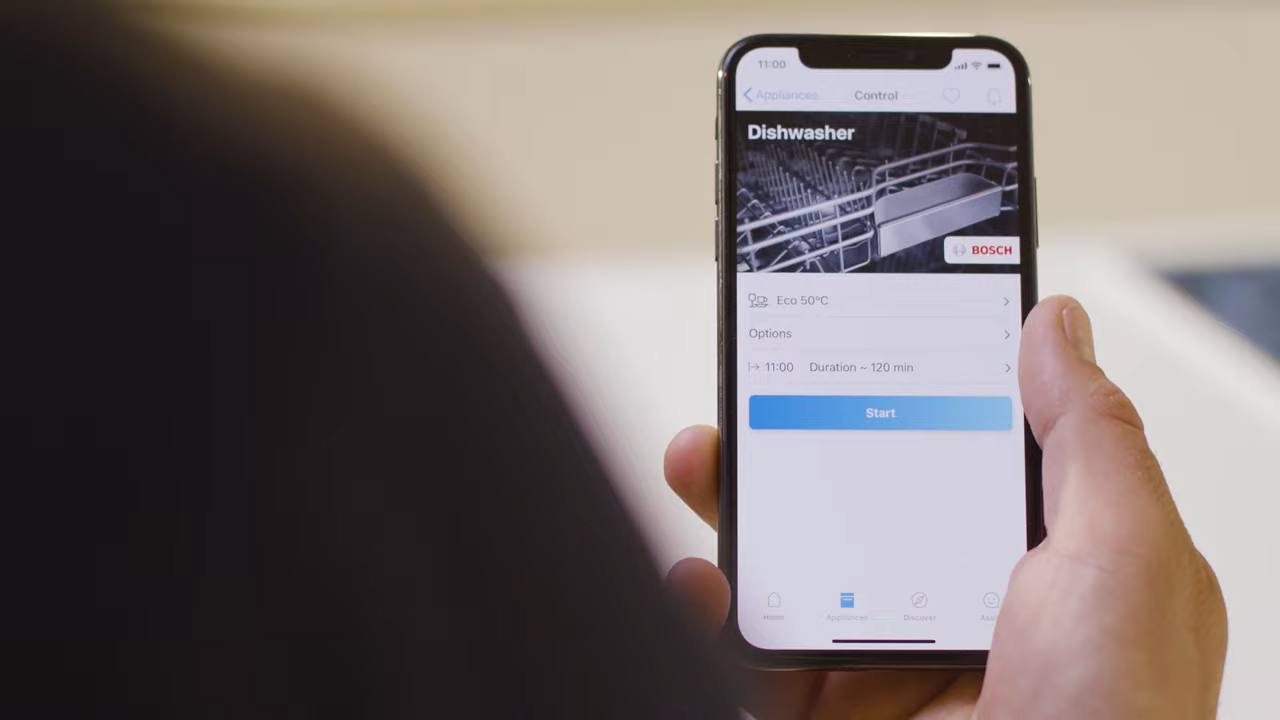 11:00
Appliances Control
Dishwasher
BOSCH
Eco 50°C
Options
11:00 Duration ~ 120 min
Start
Home Appliances Discover